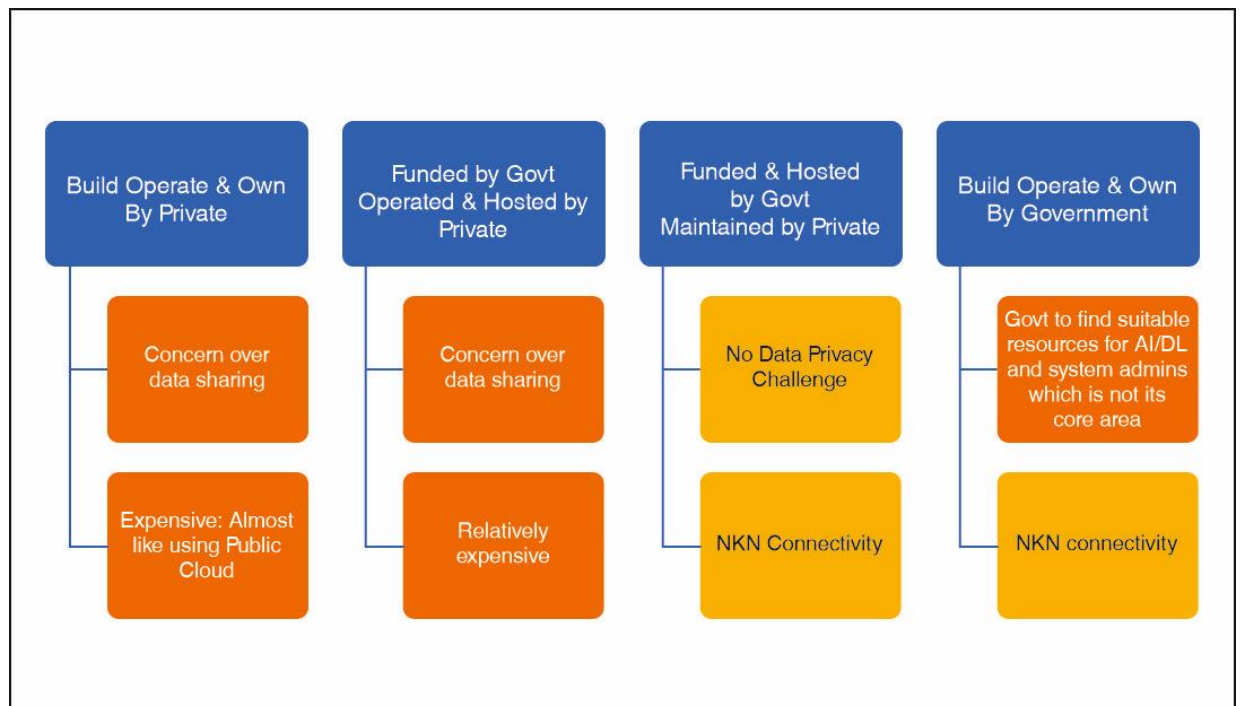 Build Operate & Own
By Private
Concern over
data sharing
Expensive: Almost
like using Public
Cloud
Funded by Govt
Operated & Hosted by
Private
Concern over
data sharing
Relatively
expensive
Funded & Hosted
by Govt
Maintained by Private
No Data Privacy
Challenge
NKN Connectivity
Build Operate & Own
By Government
Govt to find suitable
resources for AI/DL
and system admins
which is not its
core area
NKN connectivity